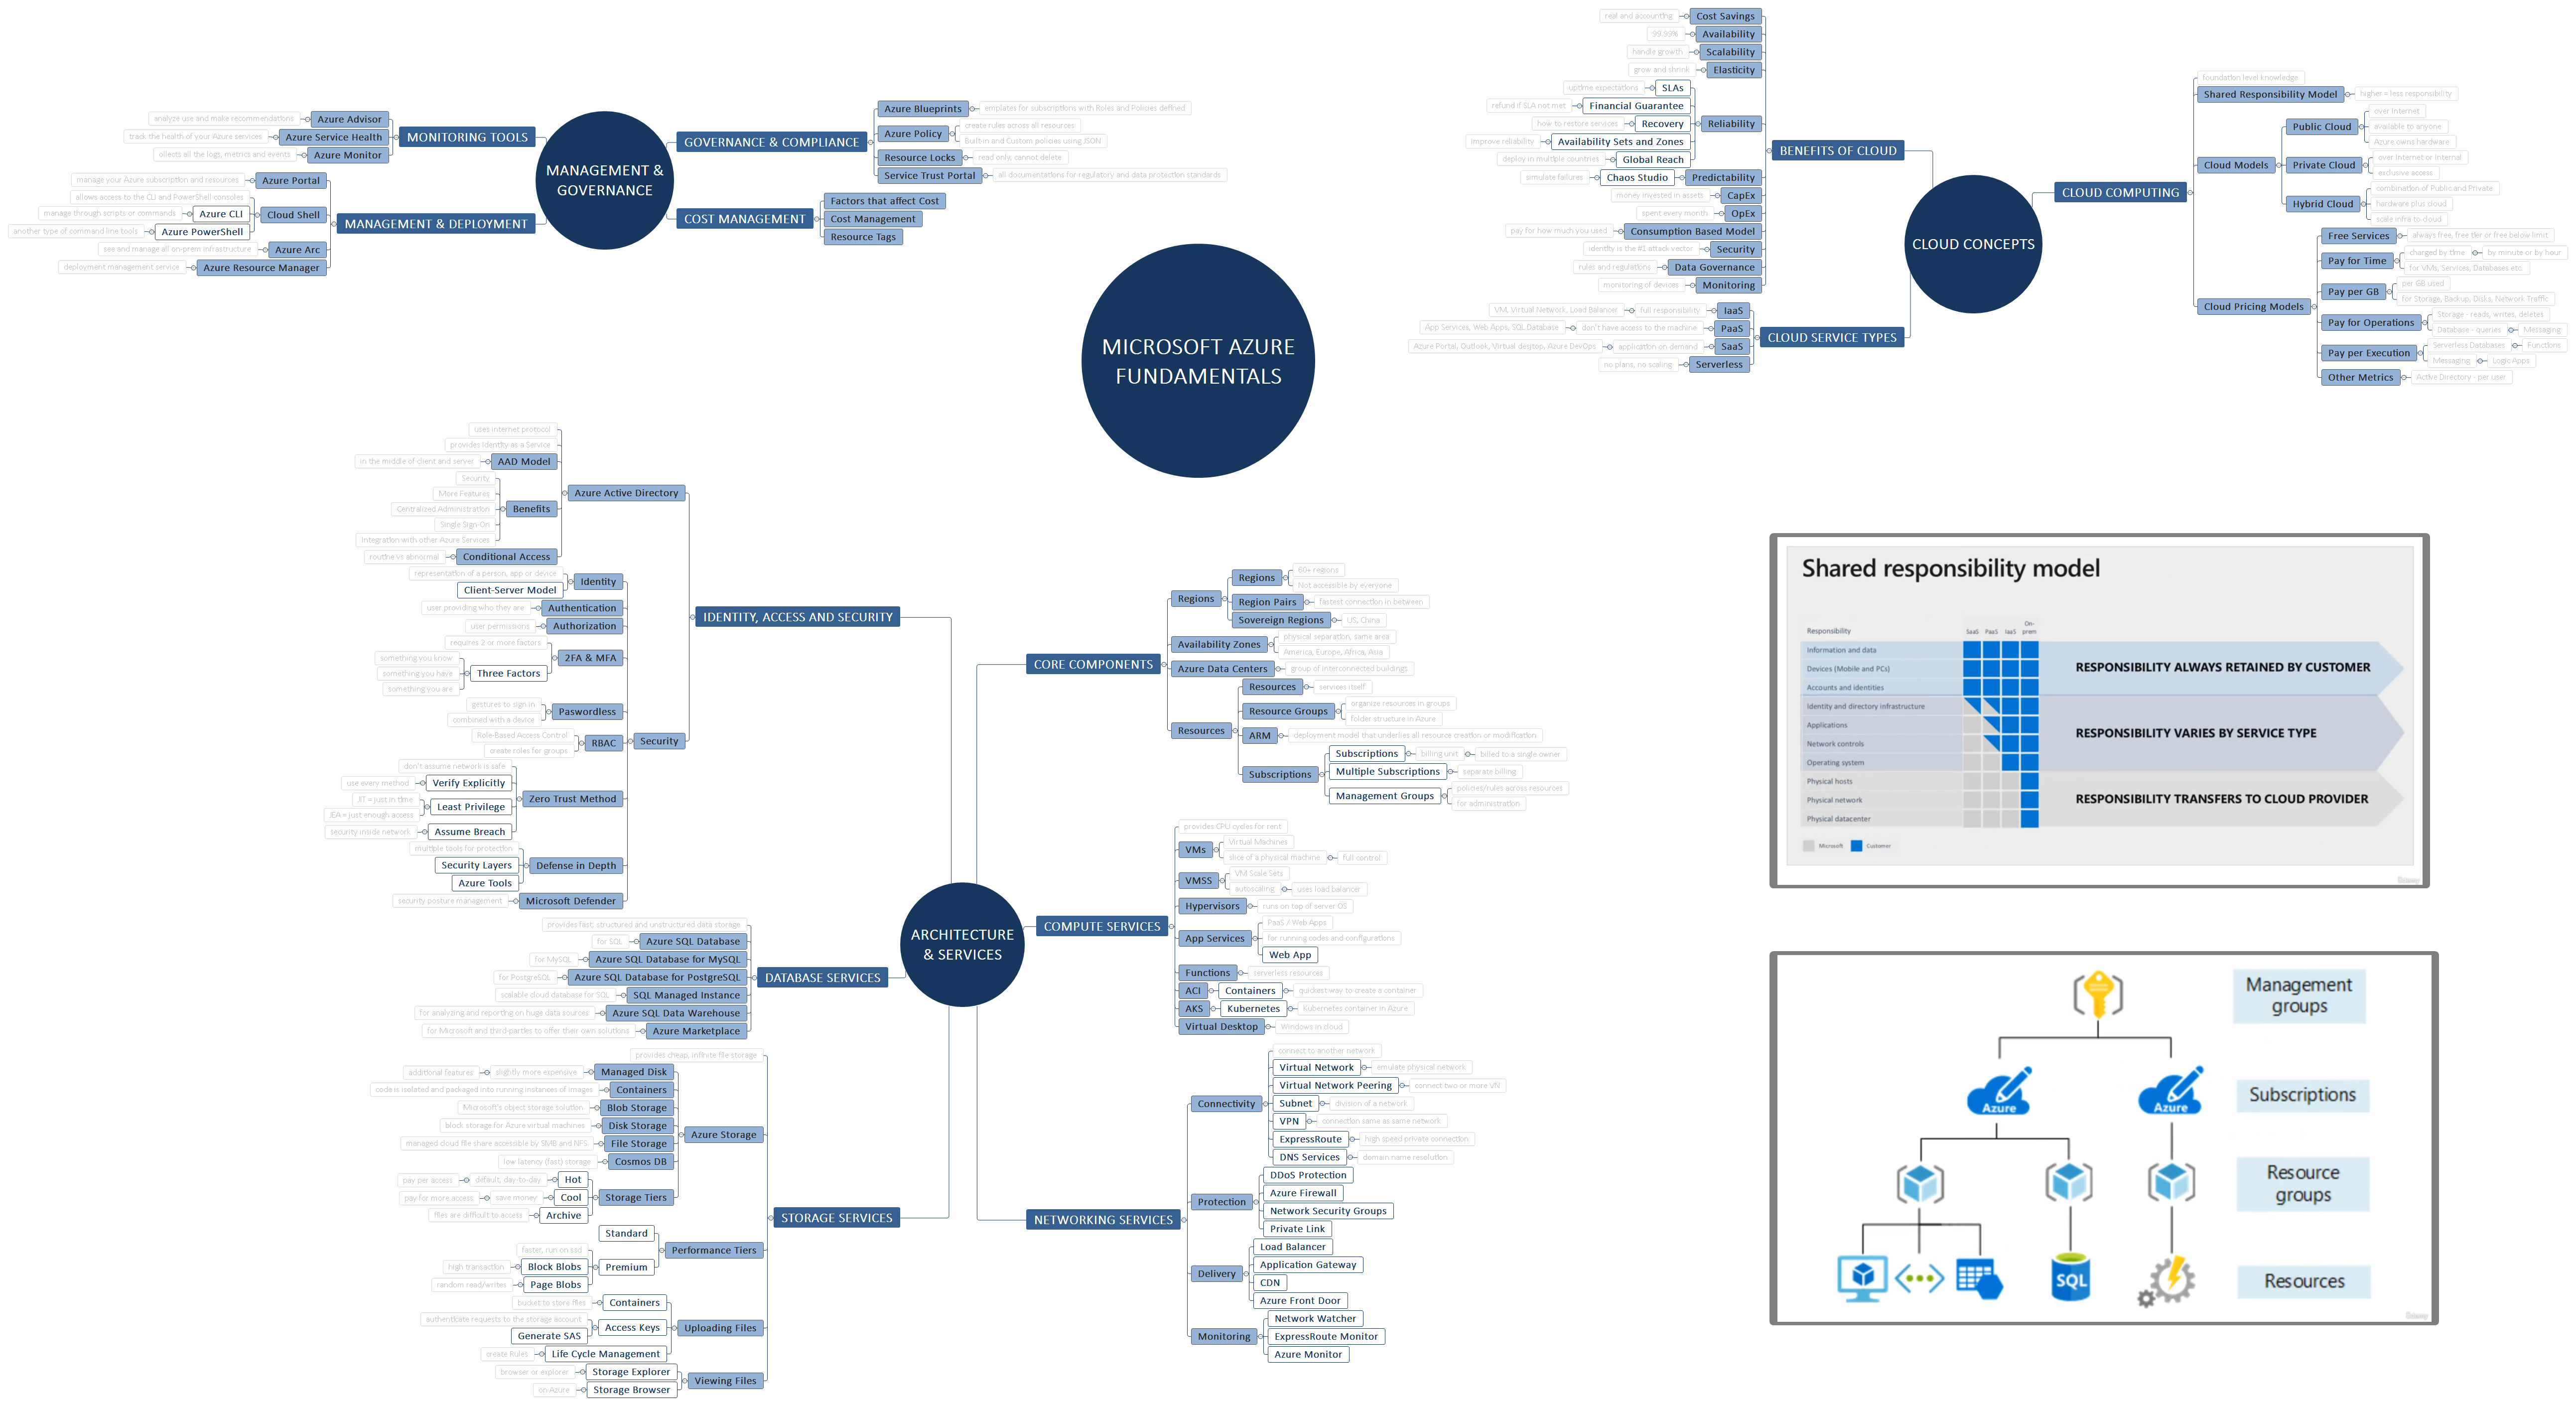 MICROSOFT AZURE
FUNDAMENTALS
MANAGEMENT &
GOVERNANCE
MONITORING TOOLS
Azure Advisor
analyze use and make recommendations
Azure Service Health
track the health of your Azure services
Azure Monitor
ollects all the logs, metrics and events
MANAGEMENT & DEPLOYMENT
Azure Portal
manage your Azure subscription and resources
Cloud Shell
allows access to the CLI and PowerShell consoles
Azure CLI
manage through scripts or commands
Azure PowerShell
another type of command line tools
Azure Arc
see and manage all on-prem infrastructure
Azure Resource Manager
deployment management service
GOVERNANCE & COMPLIANCE
Azure Blueprints
emplates for subscriptions with Roles and Policies defined
Azure Policy
create rules across all resources
Built in and Custom policies using JSON
Resource Locks
read only, cannot delete
Service Trust Portal
all documentations for regulatory and data protection standards
COST MANAGEMENT
Factors that affect Cost
Cost Management
Resource Tags
CLOUD CONCEPTS
BENEFITS OF CLOUD
Cost Savings
real and accounting
Availability
99.99%
Scalability
handle growth
Elasticity
grow and shrink
Reliability
SLAs
uptime expectations
Financial Guarantee
refund if SLA not met
Recovery
how to restore services
Availability Sets and Zones
improve reliability
Global Reach
deploy in multiple countries
Predictability
Chaos Studio
simulate failures
CapEx
money invested in assets
OpEx
spent every month
Consumption Based Model
pay for how much you used
Security
identity is the #1 attack vector
Data Governance
rules and regulations
Monitoring
monitoring of devices
CLOUD SERVICE TYPES
IaaS
full responsibility
VM, Virtual Network, Load Balancer
PaaS
don't have access to the machine
App Services, Web Apps, SQL Database
SaaS
application on demand
Azure Portal, Outlook, Virtual desjtop, Azure DevOps
Serverless
no plans, no scaling
CLOUD COMPUTING
foundation level knowledge
Shared Responsibility Model
higher = less responsibility
Cloud Models
Public Cloud
over Internet
available to anyone
Azure owns hardware
Private Cloud
over Internet or Internal
exclusive access
Hybrid Cloud
combination of Public and Private
hardware plus cloud
scale infra to cloud
Cloud Pricing Models
Free Services
always free, free tier or free below limit
Pay for Time
charged by time
by minute or by hour
for VMs, Services, Databases etc.
Pay per GB
per GB used
for Storage, Backup, Disks, Network Traffic
Pay for Operations
Storage - reads, writes, deletes
Database - queries
Messaging
Pay per Execution
Serverless Databases
Functions
Messaging
Logic Apps
Other Metrics
Active Directory - per user
ARCHITECTURE
& SERVICES
IDENTITY, ACCESS AND SECURITY
Azure Active Directory
uses internet protocol
provides Identity as a Service
AAD Model
in the middle of client and server
Benefits
Security
More Features
Centralized Administration
Single Sign-On
Integration with other Azure Services
Conditional Access
routine vs abnormal
Security
Identity
representation of a person, app or device
Client-Server Model
Authentication
user providing who they are
Authorization
user permissions
2FA & MFA
requires 2 or more factors
Three Factors
something you know
something you have
something you are
Paswordless
gestures to sign in
combined with a device
RBAC
Role-Based Access Control
create roles for groups
Zero Trust Method
don't assume network is safe
Verify Explicitly
use every method
Least Privilege
JIT = just in time
JEA = just enough access
Assume Breach
security inside network
Defense in Depth
multiple tools for protection
Security Layers
Azure Tools
Microsoft Defender
security posture management
DATABASE SERVICES
provides fast, structured and unstructured data storage
Azure SQL Database
for SQL
Azure SQL Database for MySQL
for MySQL
Azure SQL Database for PostgreSQL
for PostgreSQL
SQL Managed Instance
scalable cloud database for SQL
Azure SQL Data Warehouse
for analyzing and reporting on huge data sources
Azure Marketplace
for Microsoft and third-parties to offer their own solutions
STORAGE SERVICES
provides cheap, infinite file storage
Azure Storage
Managed Disk
slightly more expensive
additional features
Containers
code is isolated and packaged into running instances of images
Blob Storage
Microsoft's object storage solution
Disk Storage
block storage for Azure virtual machines
File Storage
managed cloud file share accessible by SMB and NFS
Cosmos DB
low latency (fast) storage
Storage Tiers
Hot
default, day-to-day
pay per access
Cool
save money
pay for more access
Archive
files are difficult to access
Performance Tiers
Standard
Premium
faster, run on ssd
Block Blobs
high transaction
Page Blobs
random read/writes
Uploading Files
Containers
bucket to store files
Access Keys
authenticate requests to the storage account
Generate SAS
Life Cycle Management
create Rules
Viewing Files
Storage Explorer
browser or explorer
Storage Browser
on Azure
CORE COMPONENTS
Regions
Regions
60+ regions
Not accessible by everyone
Region Pairs
fastest connection in between
Sovereign Regions
US, China
Availability Zones
physical separation, same area
America, Europe, Africa, Asia
Azure Data Centers
group of interconnected buildings
Resources
Resources
services itself
Resource Groups
organize resources in groups
folder structure in Azure
ARM
deployment model that underlies all resource creation or modification
Subscriptions
Subscriptions
billing unit
billed to a single owner
Multiple Subscriptions
separate billing
Management Groups
policies/rules across resources
for administration
COMPUTE SERVICES
provides CPU cycles for rent
VMs
Virtual Machines
slice of a physical machine
full control
VMSS
VM Scale Sets
autoscaling
uses load balancer
Hypervisors
runs on top of server OS
App Services
PaaS / Web Apps
for running codes and configurations
Web App
Functions
serverless resources
ACI
Containers
quickest way to create a container
AKS
Kubernetes
Kubernetes container in Azure
Virtual Desktop
Windows in cloud
NETWORKING SERVICES
Connectivity
connect to another network
Virtual Network
emulate physical network
Virtual Network Peering
connect two or more VN
Subnet
division of a network
VPN
connection same as same network
ExpressRoute
high speed private connection
DNS Services
domain name resolution
Protection
DDoS Protection
Azure Firewall
Network Security Groups
Private Link
Delivery
Load Balancer
Application Gateway
CDN
Azure Front Door
Monitoring
Network Watcher
ExpressRoute Monitor
Azure Monitor
Shared responsibility model
Responsibility
SaaS PaaS IaaS On-
prem
Information and data
Devices (Mobile and PCs)
Accounts and identities
Identity and directory infrastructure
Applications
Network controls
Operating system
Physical hosts
Physical network
Physical datacenter
RESPONSIBILITY ALWAYS RETAINED BY CUSTOMER
RESPONSIBILITY VARIES BY SERVICE TYPE
RESPONSIBILITY TRANSFERS TO CLOUD PROVIDER
Microsoft
Customer
Management
groups
Azure
Azure
Subscriptions
Resource
groups
SQL
Resources